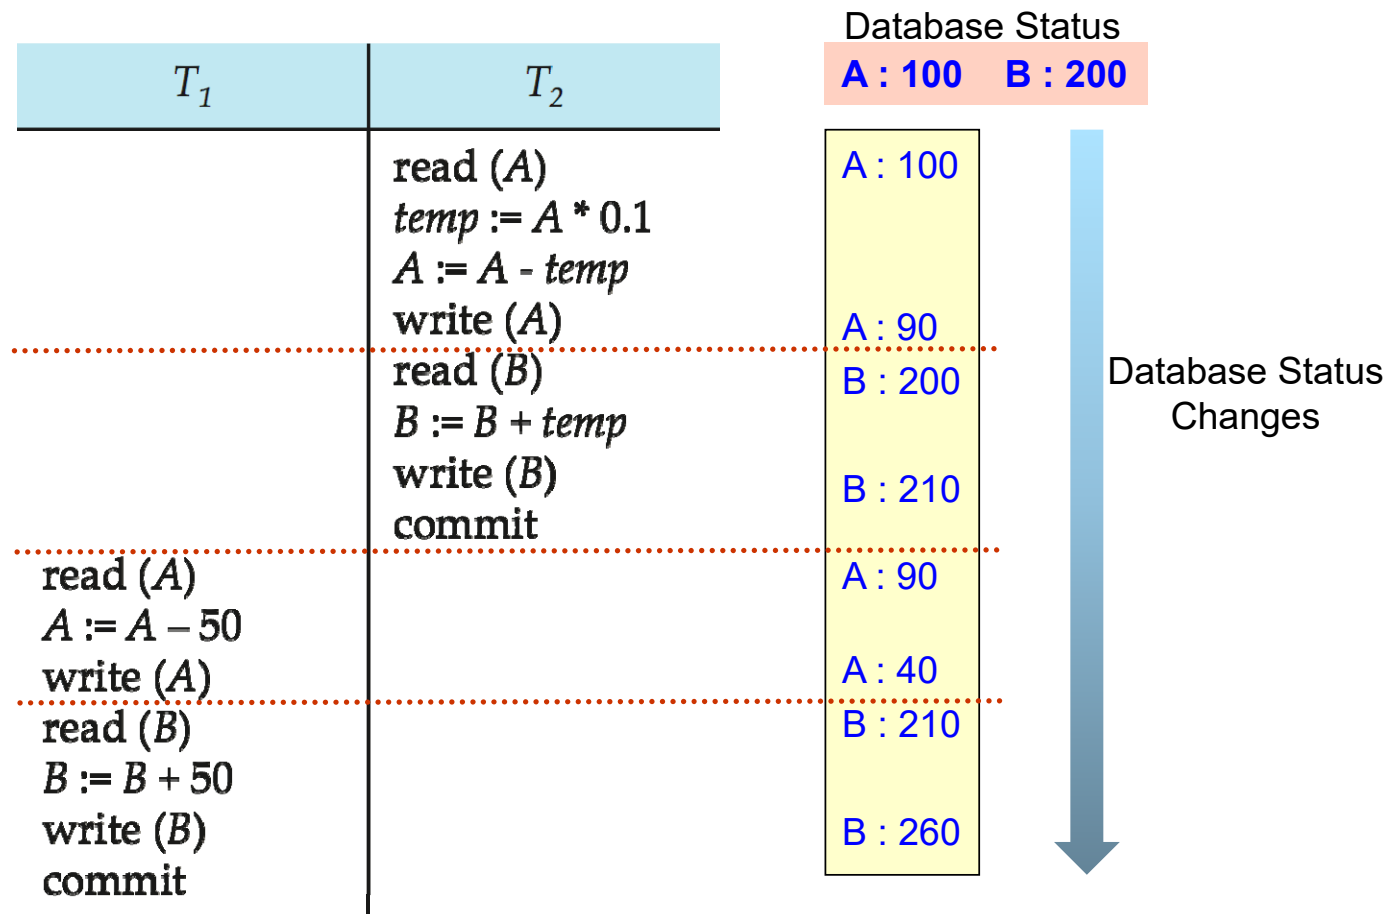 Database Status
A : 100 B : 200
T1 T2
read (A)
temp := A * 0.1
A := A - temp
write (A)
read (B)
B := B + temp
write (B)
commit
read (A)
A := A – 50
write (A)
read (B)
B := B + 50
write (B)
commit
A : 100
A : 90
B : 200
B : 210
A : 90
A : 40
B : 210
B : 260
Database Status
Changes